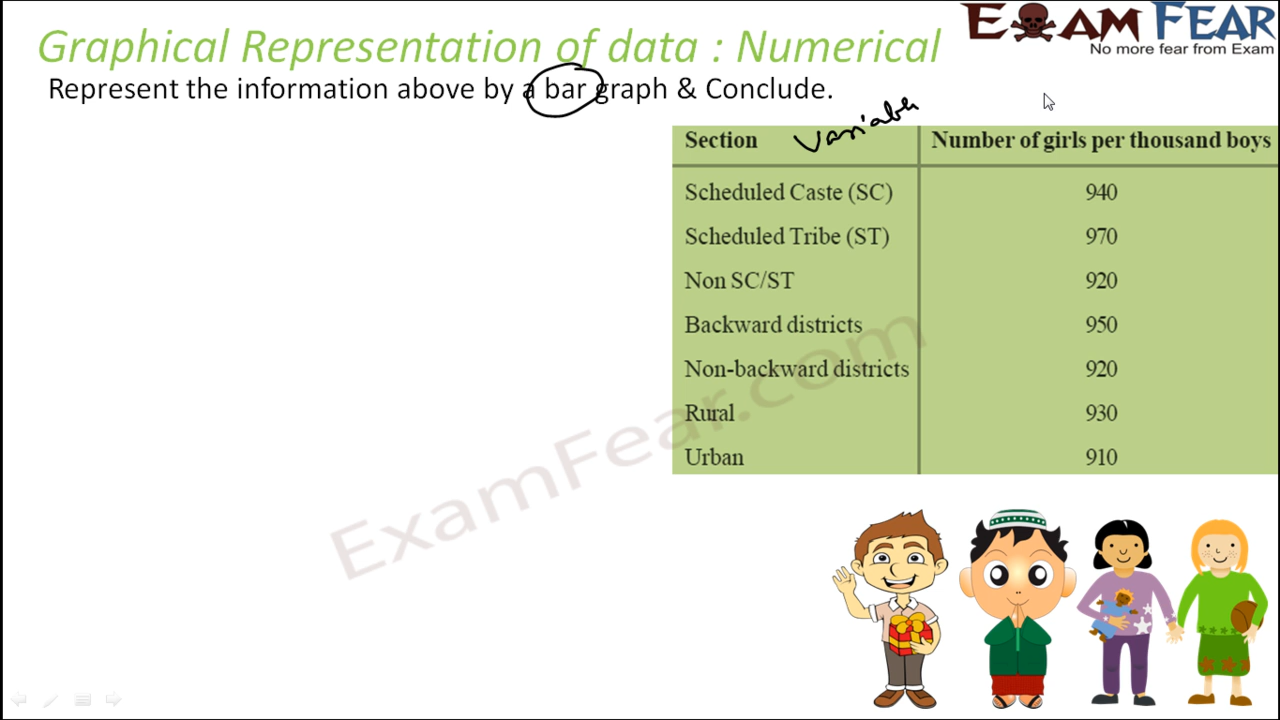 Graphical Representation of data : Numerical
EXAM FEAR
No more fear from Exam
Represent the information above by a bar graph & Conclude.
Section Variable Number of girls per thousand boys
Scheduled Caste (SC) 940
Scheduled Tribe (ST) 970
Non SC/ST 920
Backward districts 950
Non-backward districts 920
Rural 930
Urban 910
ExamFear.com